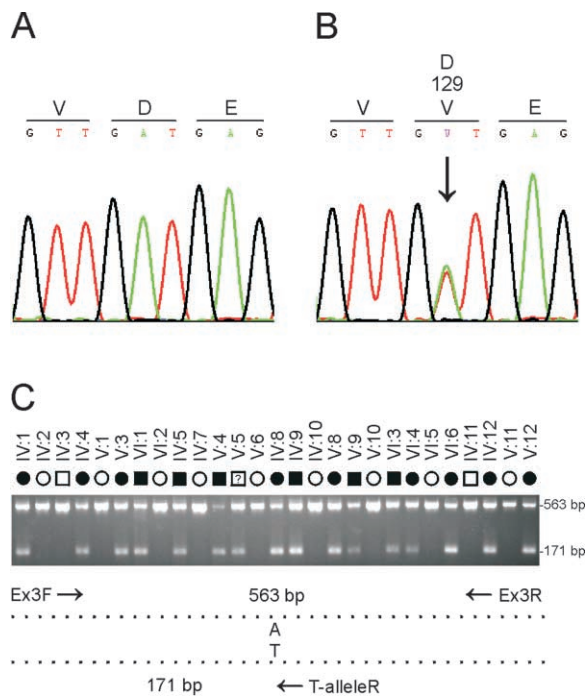 A
B
D
129
V D E
V V E
G T T G A T G A G
G T T G W T G A G
C
IV:1 IV:2 IV:3 IV:4 V:1 V:3 VI:1 VI:2 IV:5 IV:7 V:4 V:5 V:6 IV:8 IV:9 IV:10 V:8 V:9 V:10 VI:3 VI:4 VI:5 VI:6 IV:11 IV:12 V:11 V:12
?
-563 bp
-171 bp
Ex3F → 563 bp ← Ex3R
A
T
171 bp ← T-alleleR